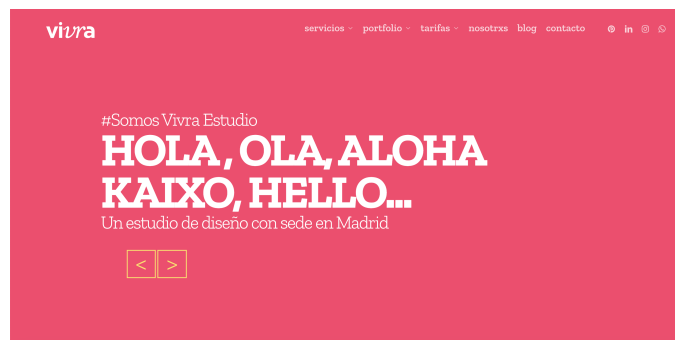 vivra
servicios portfolio tarifas nosotrxs blog contacto
#Somos Vivra Estudio
HOLA, OLA, ALOHA
KAIXO, HELLO...
Un estudio de diseño con sede en Madrid
< >